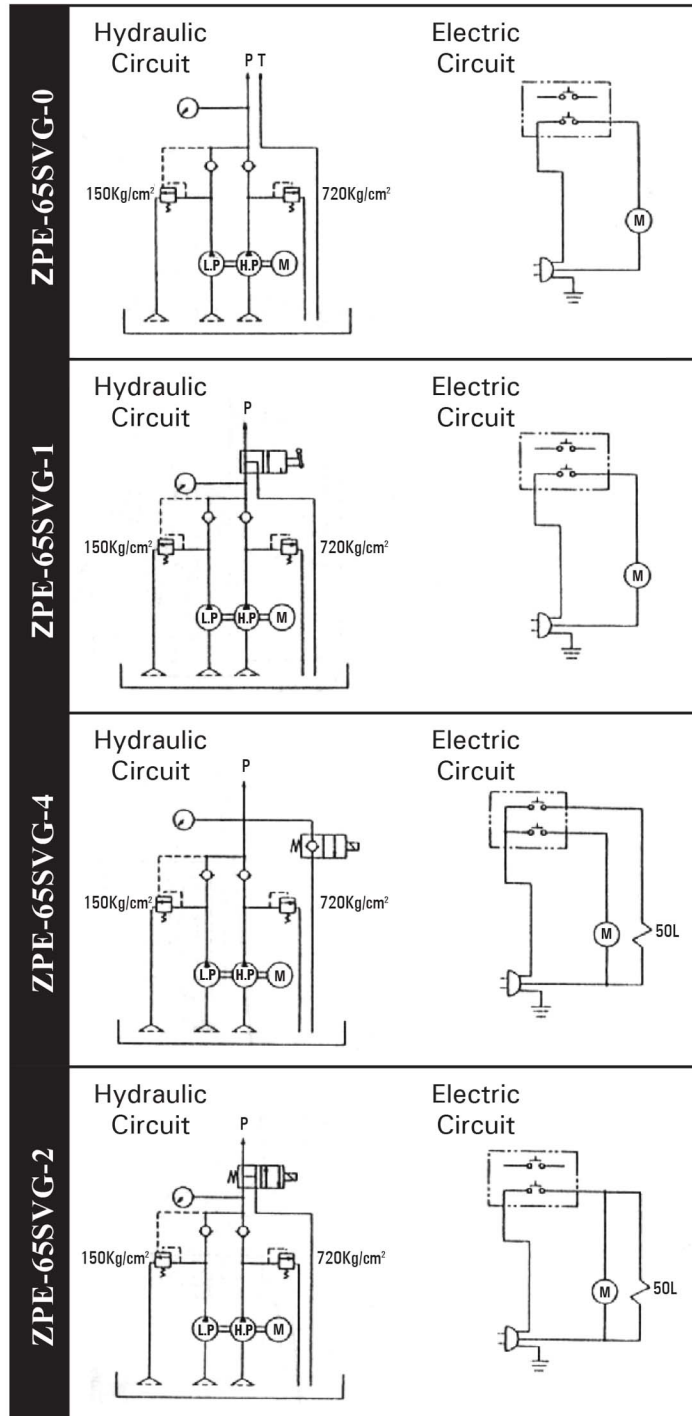 ZPE-65SVG-0
Hydraulic
Circuit
Electric
Circuit
P T
150Kg/cm²
720Kg/cm²
L.P
H.P
M
M
ZPE-65SVG-1
Hydraulic
Circuit
Electric
Circuit
P
150Kg/cm²
720Kg/cm²
L.P
H.P
M
M
ZPE-65SVG-4
Hydraulic
Circuit
Electric
Circuit
P
150Kg/cm²
720Kg/cm²
M
50L
L.P
H.P
M
ZPE-65SVG-2
Hydraulic
Circuit
Electric
Circuit
P
150Kg/cm²
720Kg/cm²
M
50L
L.P
H.P
M